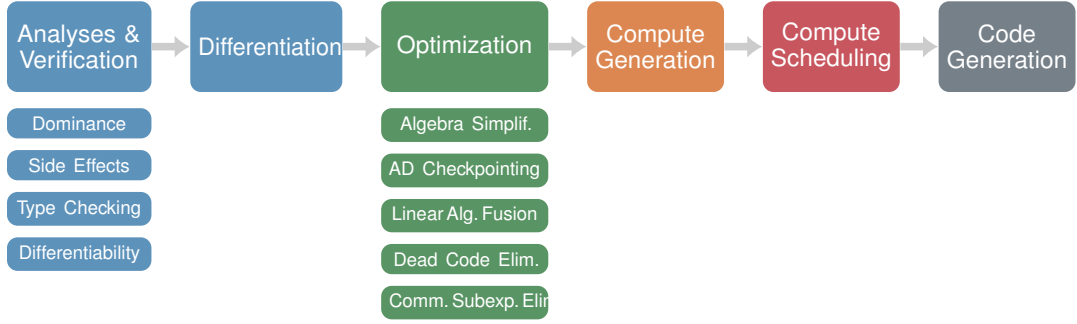 Analyses &
Verification
Differentiation
Optimization
Compute
Generation
Compute
Scheduling
Code
Generation
Dominance
Side Effects
Type Checking
Differentiability
Algebra Simplif.
AD Checkpointing
Linear Alg. Fusion
Dead Code Elim.
Comm. Subexp. Elim